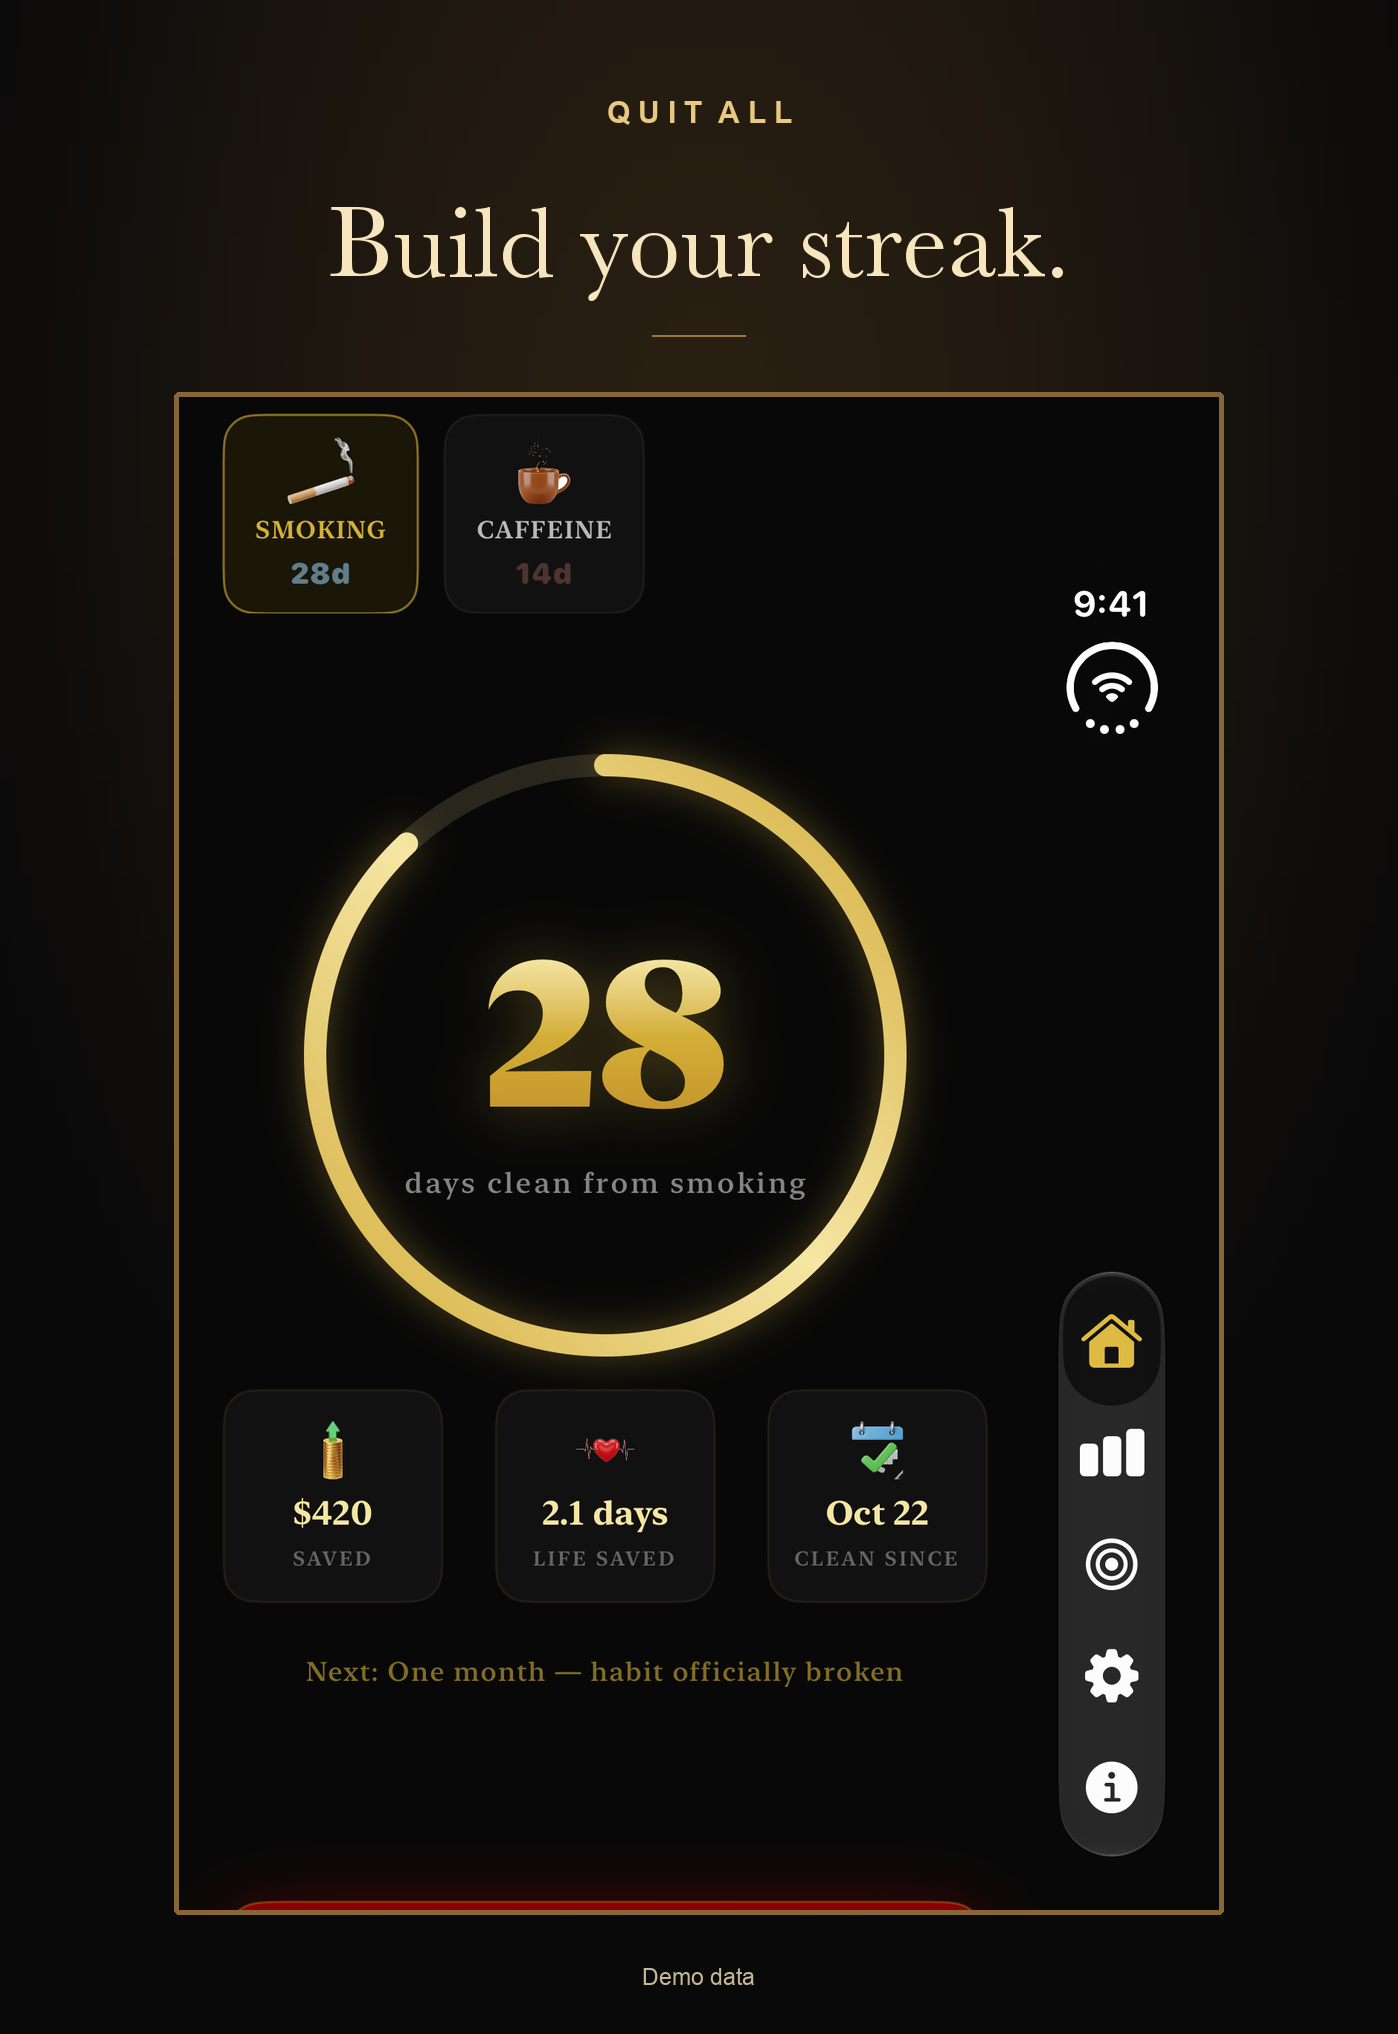 QUIT ALL
Build your streak.
SMOKING
28d
CAFFEINE
14d
9:41
28
days clean from smoking
$420
SAVED
2.1 days
LIFE SAVED
Oct 22
CLEAN SINCE
Next: One month — habit officially broken
Demo data